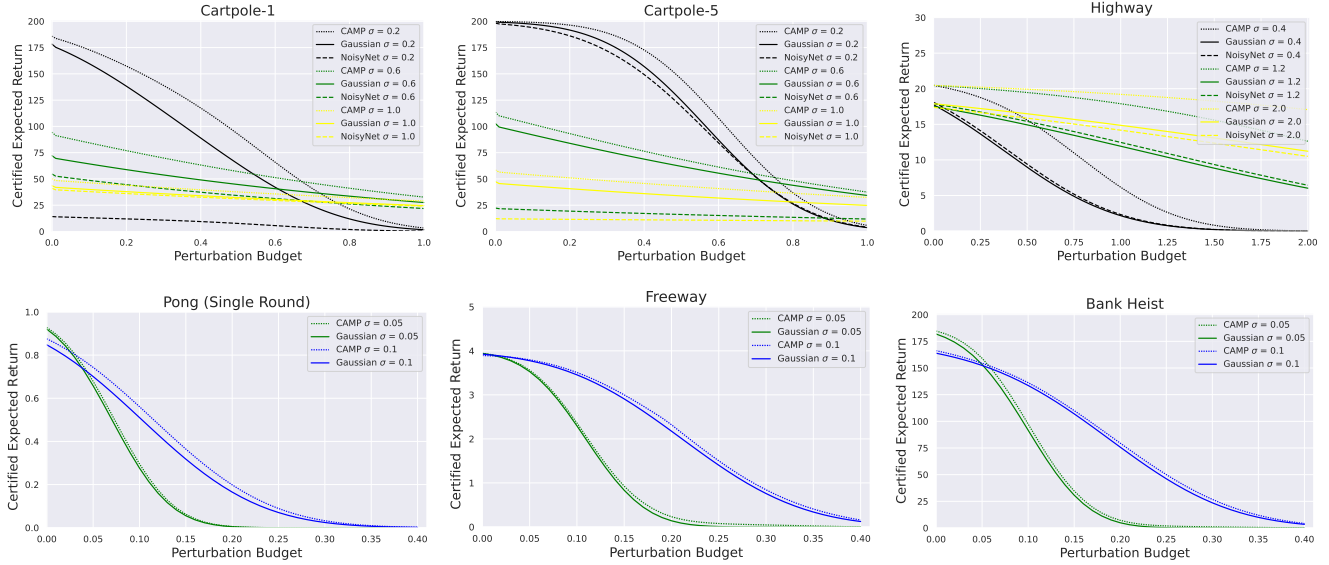 Cartpole-1
Certified Expected Return
200
175
150
125
100
75
50
25
0
0.0 0.2 0.4 0.6 0.8 1.0
Perturbation Budget
CAMP σ = 0.2
Gaussian σ = 0.2
NoisyNet σ = 0.2
CAMP σ = 0.6
Gaussian σ = 0.6
NoisyNet σ = 0.6
CAMP σ = 1.0
Gaussian σ = 1.0
NoisyNet σ = 1.0
Cartpole-5
Certified Expected Return
200
175
150
125
100
75
50
25
0
0.0 0.2 0.4 0.6 0.8 1.0
Perturbation Budget
CAMP σ = 0.2
Gaussian σ = 0.2
NoisyNet σ = 0.2
CAMP σ = 0.6
Gaussian σ = 0.6
NoisyNet σ = 0.6
CAMP σ = 1.0
Gaussian σ = 1.0
NoisyNet σ = 1.0
Highway
Certified Expected Return
30
25
20
15
10
5
0
0.00 0.25 0.50 0.75 1.00 1.25 1.50 1.75 2.00
Perturbation Budget
CAMP σ = 0.4
Gaussian σ = 0.4
NoisyNet σ = 0.4
CAMP σ = 1.2
Gaussian σ = 1.2
NoisyNet σ = 1.2
CAMP σ = 2.0
Gaussian σ = 2.0
NoisyNet σ = 2.0
Pong (Single Round)
Certified Expected Return
1.0
0.8
0.6
0.4
0.2
0.0
0.00 0.05 0.10 0.15 0.20 0.25 0.30 0.35 0.40
Perturbation Budget
CAMP σ = 0.05
Gaussian σ = 0.05
CAMP σ = 0.1
Gaussian σ = 0.1
Freeway
Certified Expected Return
5
4
3
2
1
0
0.00 0.05 0.10 0.15 0.20 0.25 0.30 0.35 0.40
Perturbation Budget
CAMP σ = 0.05
Gaussian σ = 0.05
CAMP σ = 0.1
Gaussian σ = 0.1
Bank Heist
Certified Expected Return
200
175
150
125
100
75
50
25
0
0.00 0.05 0.10 0.15 0.20 0.25 0.30 0.35 0.40
Perturbation Budget
CAMP σ = 0.05
Gaussian σ = 0.05
CAMP σ = 0.1
Gaussian σ = 0.1